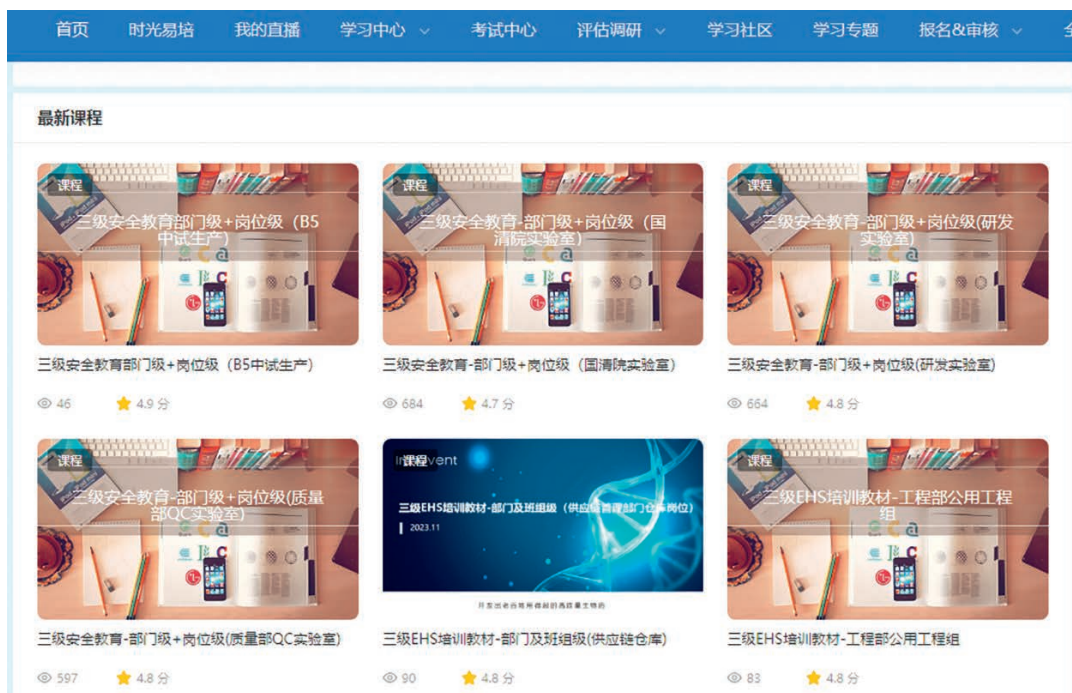 首页 时光易培 我的直播 学习中心 考试中心 评估调研 学习社区 学习专题 报名&审核
最新课程
课程
三级安全教育部门级+岗位级（B5
中试生产）
课程
三级安全教育-部门级+岗位级（国
清院实验室）
课程
三级安全教育-部门级+岗位级(研发
实验室)
三级安全教育部门级+岗位级（B5中试生产）
三级安全教育-部门级+岗位级（国清院实验室）
三级安全教育-部门级+岗位级(研发实验室)
46 4.9 分
684 4.7 分
664 4.8 分
课程
三级安全教育-部门级+岗位级(质量
部QC实验室)
课程
三级EHS培训教材-部门及班组级（供应链管理部门仓库岗位）
2023.11
课程
三级EHS培训教材-工程部公用工程
组
三级安全教育-部门级+岗位级(质量部QC实验室)
三级EHS培训教材-部门及班组级(供应链仓库)
三级EHS培训教材-工程部公用工程组
597 4.8 分
90 4.8 分
83 4.8 分